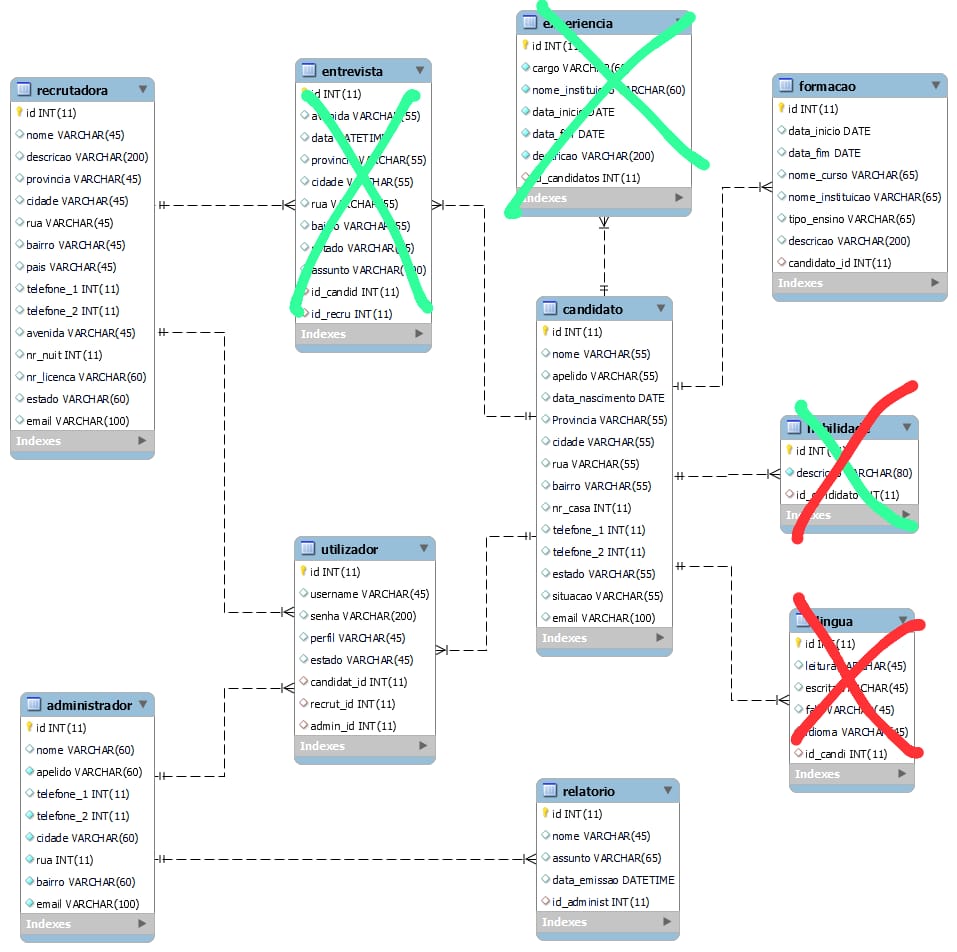 recrutadora
id INT(11)
nome VARCHAR(45)
descricao VARCHAR(200)
provincia VARCHAR(45)
cidade VARCHAR(45)
rua VARCHAR(45)
bairro VARCHAR(45)
pais VARCHAR(45)
telefone_1 INT(11)
telefone_2 INT(11)
avenida VARCHAR(45)
nr_nuit INT(11)
nr_licenca VARCHAR(60)
estado VARCHAR(60)
email VARCHAR(100)
Indexes
entrevista
id INT(11)
avenida VARCHAR(55)
data DATETIME
provincia VARCHAR(55)
cidade VARCHAR(55)
rua VARCHAR(55)
bairro VARCHAR(55)
estado VARCHAR(55)
assunto
id_candid INT(11)
id_recru INT(11)
Indexes
experiencia
id INT(11)
cargo VARCHAR(60)
nome_instituicao VARCHAR(60)
data_inicio DATE
data_fim DATE
descricao VARCHAR(200)
id_candidatos INT(11)
Indexes
formacao
id INT(11)
data_inicio DATE
data_fim DATE
nome_curso VARCHAR(65)
nome_instituicao VARCHAR(65)
tipo_ensino VARCHAR(65)
descricao VARCHAR(200)
candidato_id INT(11)
Indexes
candidato
id INT(11)
nome VARCHAR(55)
apelido VARCHAR(55)
data_nascimento DATE
Provincia VARCHAR(55)
cidade VARCHAR(55)
rua VARCHAR(55)
bairro VARCHAR(55)
nr_casa INT(11)
telefone_1 INT(11)
telefone_2 INT(11)
estado VARCHAR(55)
situacao VARCHAR(55)
email VARCHAR(100)
Indexes
habilidade
id INT(11)
descricao VARCHAR(80)
id_candidato INT(11)
Indexes
utilizador
id INT(11)
username VARCHAR(45)
senha VARCHAR(200)
perfil VARCHAR(45)
estado VARCHAR(45)
candidat_id INT(11)
recrut_id INT(11)
admin_id INT(11)
Indexes
lingua
id INT(11)
leitura VARCHAR(45)
escrita VARCHAR(45)
fala VARCHAR(45)
idioma VARCHAR(45)
id_candi INT(11)
Indexes
administrador
id INT(11)
nome VARCHAR(60)
apelido VARCHAR(60)
telefone_1 INT(11)
telefone_2 INT(11)
cidade VARCHAR(60)
rua INT(11)
bairro VARCHAR(60)
email VARCHAR(100)
Indexes
relatorio
id INT(11)
nome VARCHAR(45)
assunto VARCHAR(65)
data_emissao DATETIME
id_administ INT(11)
Indexes